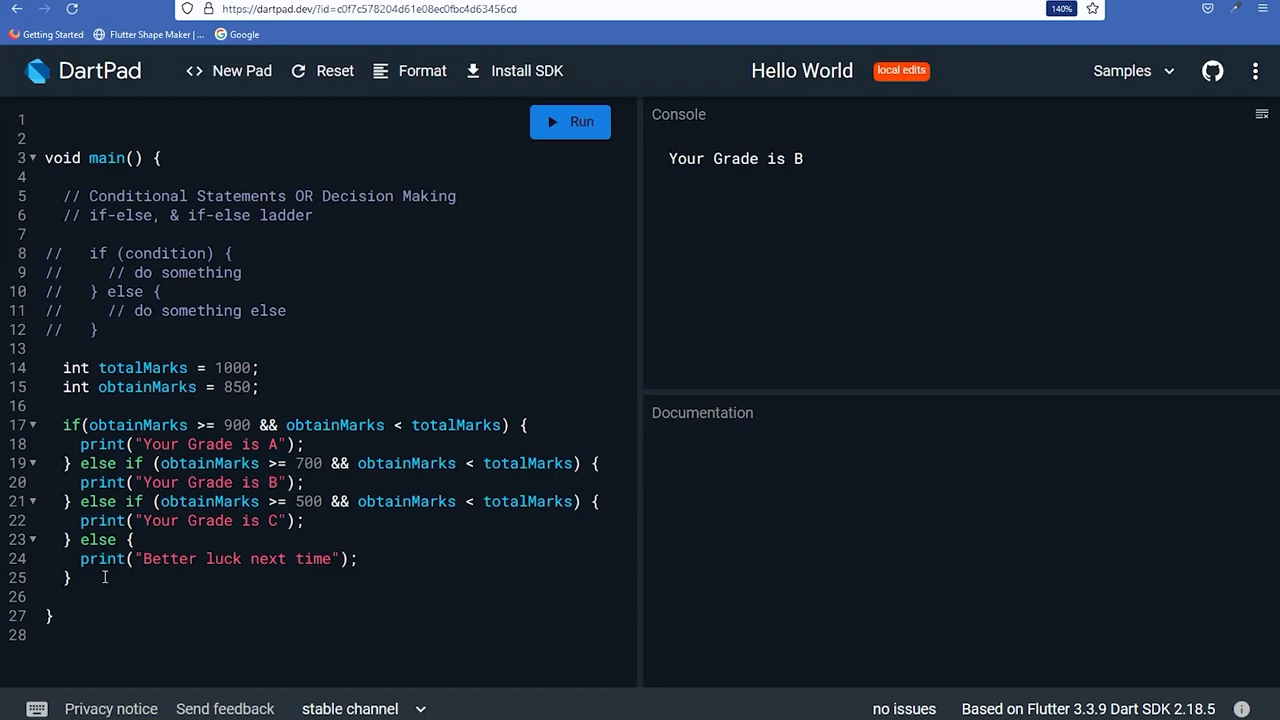 https://dartpad.dev/?id=c0f7c578204d61e08ec0fbc4d63456cd
140%
Getting Started
Flutter Shape Maker | ...
Google
DartPad
<> New Pad
Reset
Format
Install SDK
Hello World
local edits
Samples
Run
1
2
3 void main() {
4
5 // Conditional Statements OR Decision Making
6 // if-else, & if-else ladder
7
8 // if (condition) {
9 // // do something
10 // } else {
11 // // do something else
12 // }
13
14 int totalMarks = 1000;
15 int obtainMarks = 850;
16
17 if(obtainMarks >= 900 && obtainMarks < totalMarks) {
18 print("Your Grade is A");
19 } else if (obtainMarks >= 700 && obtainMarks < totalMarks) {
20 print("Your Grade is B");
21 } else if (obtainMarks >= 500 && obtainMarks < totalMarks) {
22 print("Your Grade is C");
23 } else {
24 print("Better luck next time");
25 }
26
27 }
28
Console
Your Grade is B
Documentation
Privacy notice
Send feedback
stable channel
no issues
Based on Flutter 3.3.9 Dart SDK 2.18.5